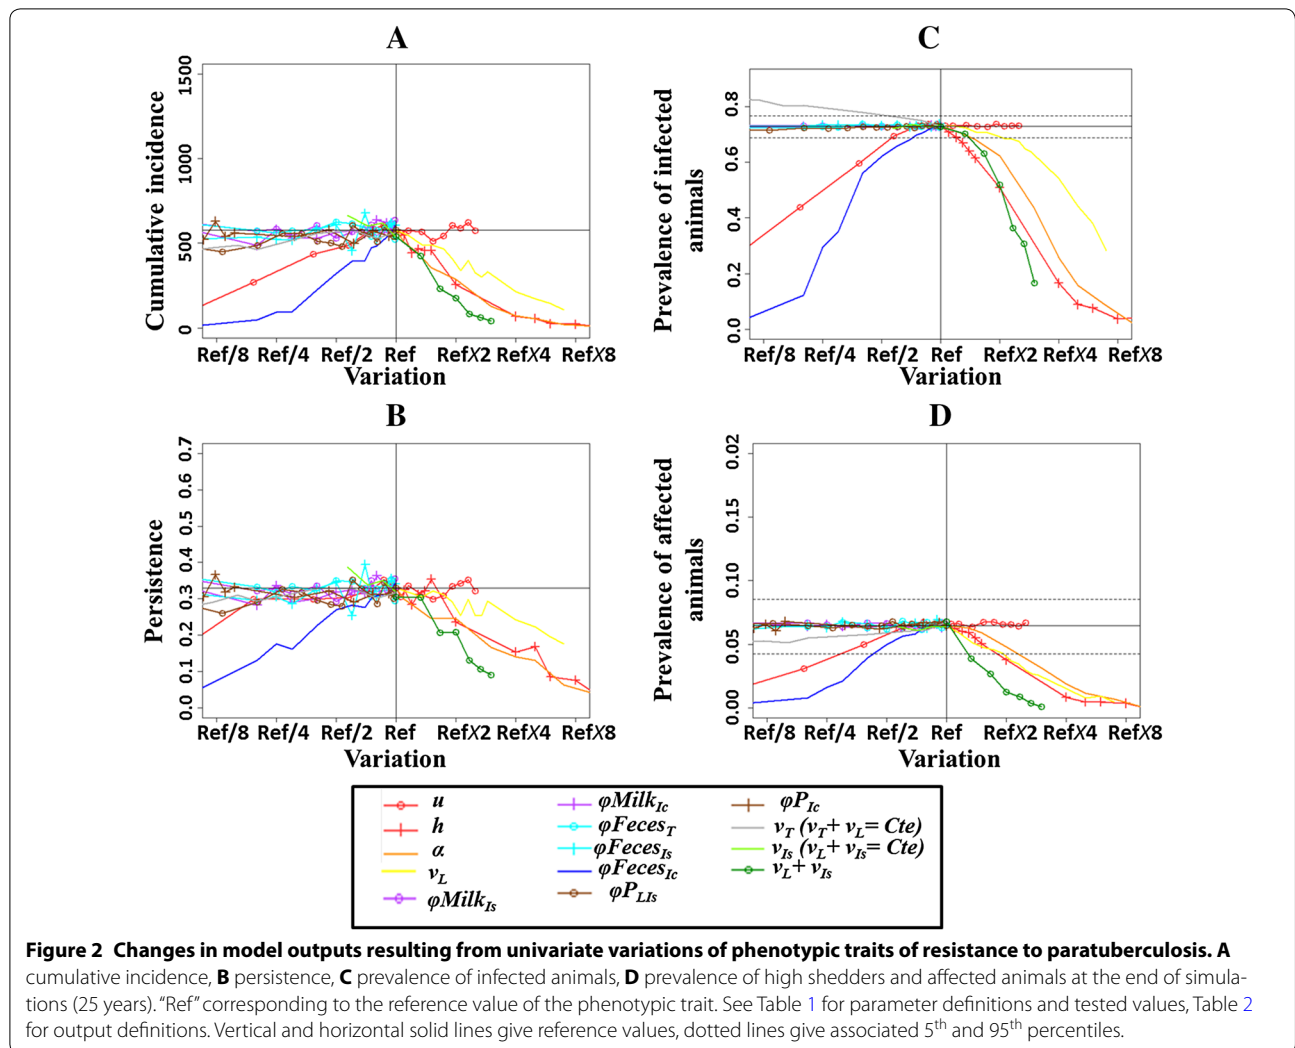 A
Cumulative incidence
0 500 1000 1500
Ref/8 Ref/4 Ref/2 Ref RefX2 RefX4 RefX8
Variation
C
Prevalence of infected
animals
0.0 0.2 0.4 0.6 0.8
Ref/8 Ref/4 Ref/2 Ref RefX2 RefX4 RefX8
Variation
B
Persistence
0.0 0.1 0.2 0.3 0.4 0.5 0.6 0.7
Ref/8 Ref/4 Ref/2 Ref RefX2 RefX4 RefX8
Variation
D
Prevalence of affected
animals
0.00 0.05 0.10 0.15 0.02
Ref/8 Ref/4 Ref/2 Ref RefX2 RefX4 RefX8
Variation
u
h
α
νL
φMilkIs
φMilkIc
φFecesT
φFecesIs
φFecesIc
φPLIs
φPIc
νT (νT+ νL= Cte)
νIs (νL+ νIs= Cte)
νL+ νIs
Figure 2 Changes in model outputs resulting from univariate variations of phenotypic traits of resistance to paratuberculosis. A
cumulative incidence, B persistence, C prevalence of infected animals, D prevalence of high shedders and affected animals at the end of simula-
tions (25 years). “Ref” corresponding to the reference value of the phenotypic trait. See Table 1 for parameter definitions and tested values, Table 2
for output definitions. Vertical and horizontal solid lines give reference values, dotted lines give associated 5th and 95th percentiles.